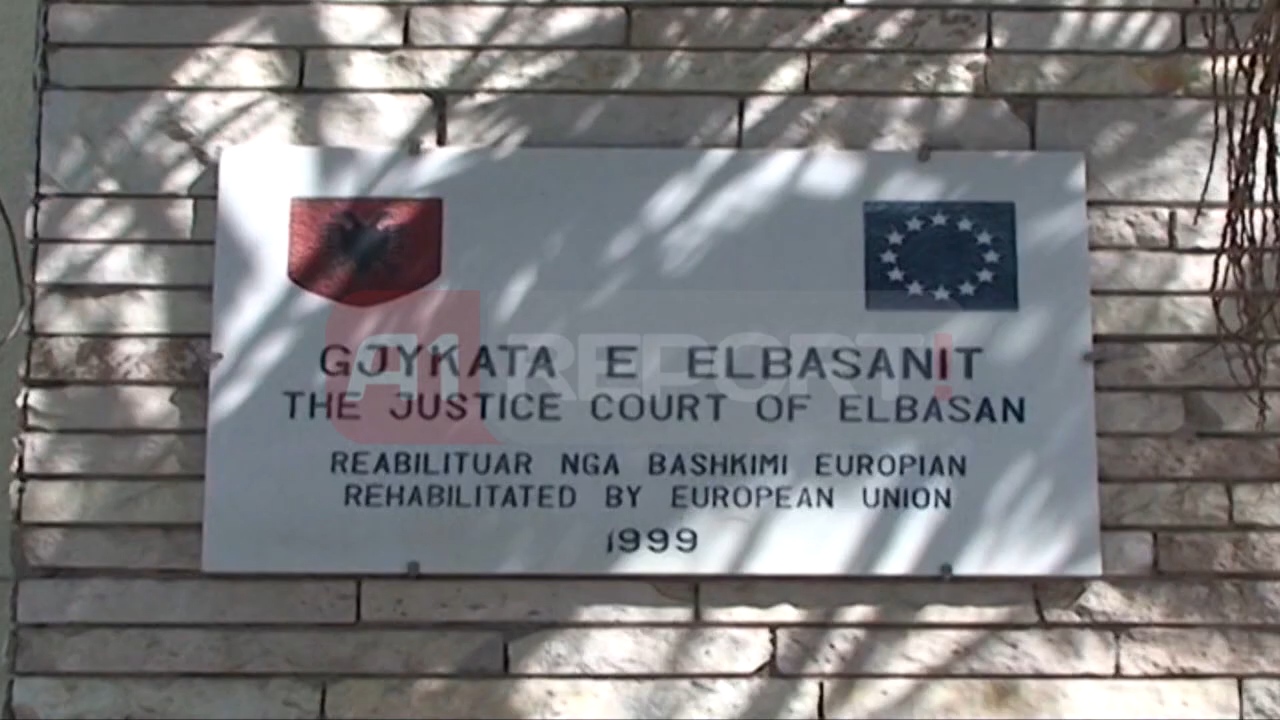 GJYKATA E ELBASANIT
THE JUSTICE COURT OF ELBASAN
REABILITUAR NGA BASHKIMI EUROPIAN
REHABILITATED BY EUROPEAN UNION
1999
A1 REPORT!